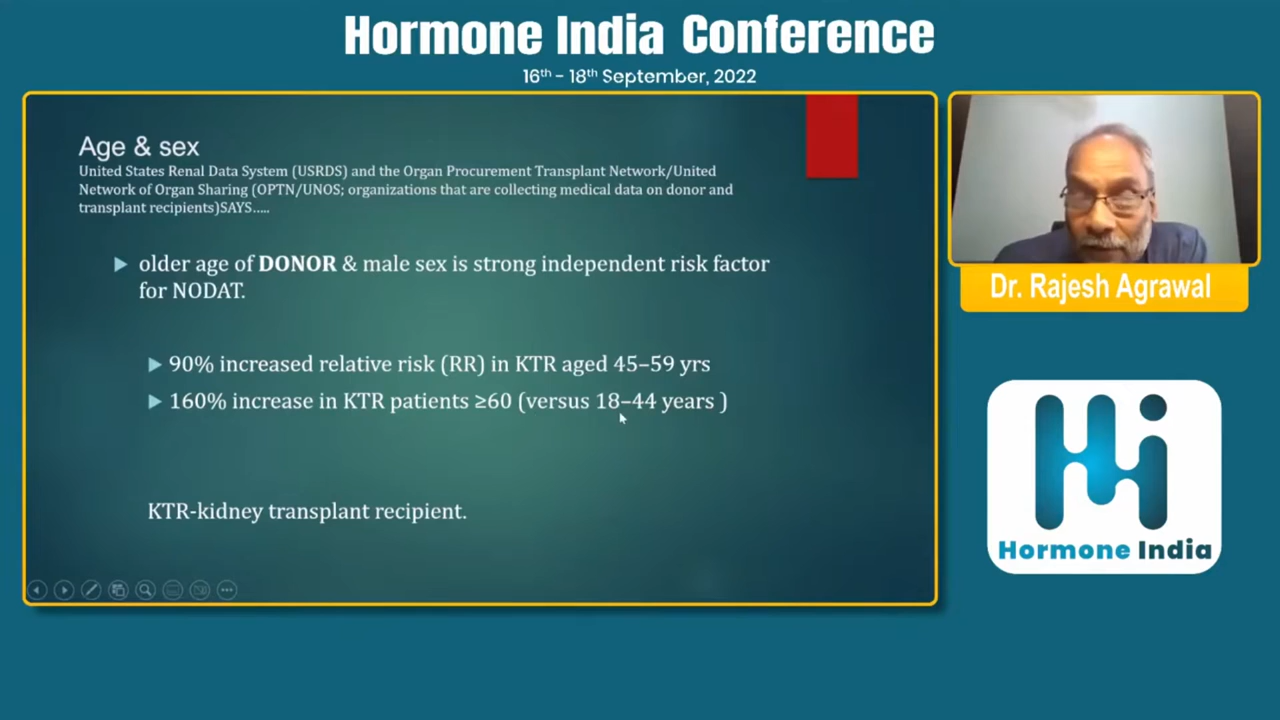 Hormone India Conference
16th - 18th September, 2022
Age & sex
United States Renal Data System (USRDS) and the Organ Procurement Transplant Network/United
Network of Organ Sharing (OPTN/UNOS; organizations that are collecting medical data on donor and
transplant recipients)SAYS.....
older age of DONOR & male sex is strong independent risk factor
for NODAT.
90% increased relative risk (RR) in KTR aged 45–59 yrs
160% increase in KTR patients ≥60 (versus 18–44 years )
KTR-kidney transplant recipient.
Dr. Rajesh Agrawal
Hormone India